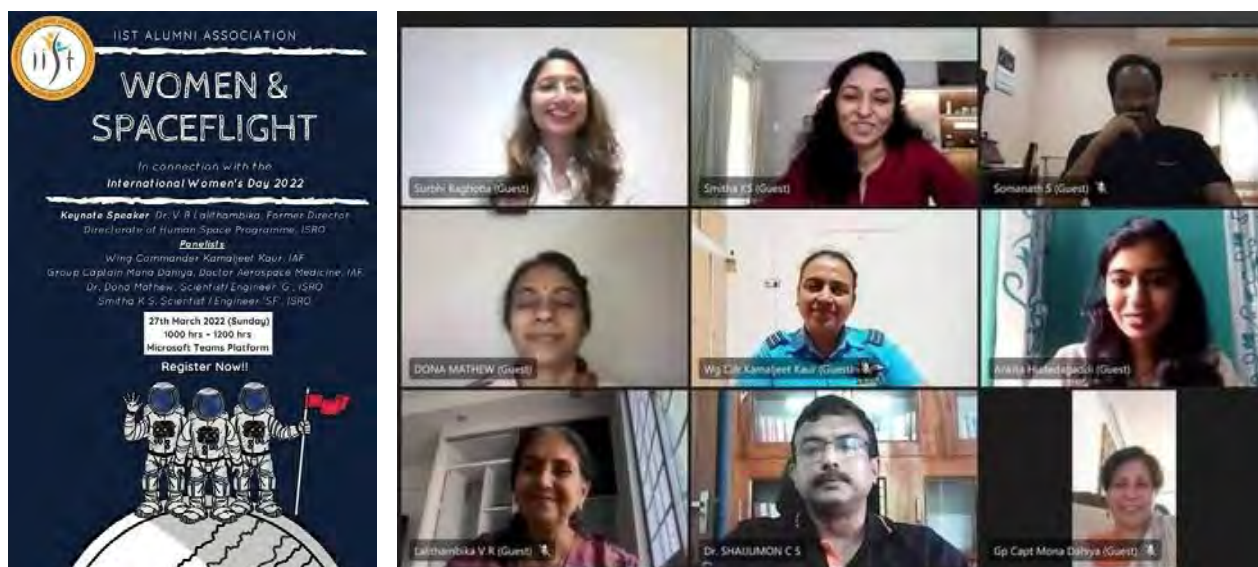 iist
IIST ALUMNI ASSOCIATION
WOMEN &
SPACEFLIGHT
In connection with the
International Women's Day 2022
Keynote Speaker Dr. V R Lalithambika, Former Director
Directorate of Human Space Programme, ISRO
Panelists
Wing Commander Kamaljeet Kaur, IAF
Group Captain Mona Dahiya, Doctor Aerospace Medicine, IAF
Dr. Dona Mathew, Scientist/Engineer 'G', ISRO
Smitha K S, Scientist / Engineer 'SF', ISRO
27th March 2022 (Sunday)
1000 hrs - 1200 hrs
Microsoft Teams Platform
Register Now!!
Surbhi Raghotia (Guest)
Smitha KS (Guest)
Somanath S (Guest)
DONA MATHEW (Guest)
Wg Cdr Kamaljeet Kaur (Guest)
Ankita (Guest)
Lalithambika V R (Guest)
Dr. SHAIJUMON C S
Gp Capt Mona Dahiya (Guest)